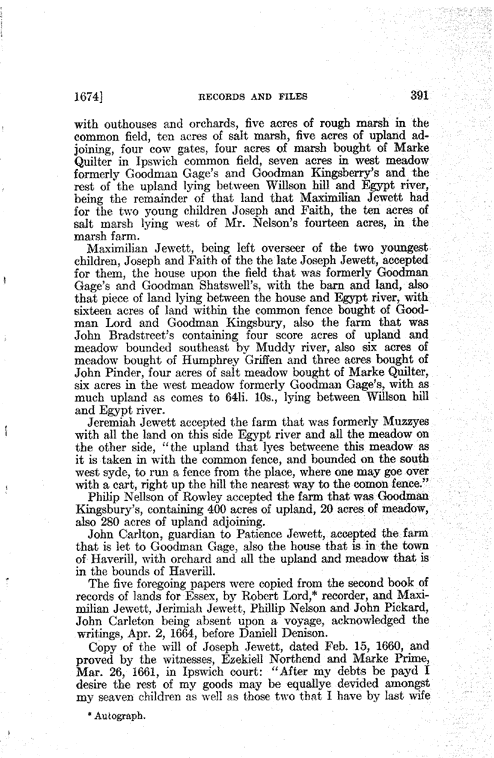 1674] RECORDS AND FILES 391
with outhouses and orchards, five acres of rough marsh in the
common field, ten acres of salt marsh, five acres of upland ad-
joining, four cow gates, four acres of marsh bought of Marke
Quilter in Ipswich common field, seven acres in west meadow
formerly Goodman Gage's and Goodman Kingsberry's and the
rest of the upland lying between Willson hill and Egypt river,
being the remainder of that land that Maximilian Jewett had
for the two young children Joseph and Faith, the ten acres of
salt marsh lying west of Mr. Nelson's fourteen acres, in the
marsh farm.
Maximilian Jewett, being left overseer of the two youngest
children, Joseph and Faith of the the late Joseph Jewett, accepted
for them, the house upon the field that was formerly Goodman
Gage's and Goodman Shatswell's, with the barn and land, also
that piece of land lying between the house and Egypt river, with
sixteen acres of land within the common fence bought of Good-
man Lord and Goodman Kingsbury, also the farm that was
John Bradstreet's containing four score acres of upland and
meadow bounded southeast by Muddy river, also six acres of
meadow bought of Humphrey Griffen and three acres bought of
John Pinder, four acres of salt meadow bought of Marke Quilter,
six acres in the west meadow formerly Goodman Gage's, with as
much upland as comes to 64li. 10s., lying between Willson hill
and Egypt river.
Jeremiah Jewett accepted the farm that was formerly Muzzyes
with all the land on this side Egypt river and all the meadow on
the other side, "the upland that lyes betweene this meadow as
it is taken in with the common fence, and bounded on the south
west syde, to run a fence from the place, where one may goe over
with a cart, right up the hill the nearest way to the comon fence."
Philip Nellson of Rowley accepted the farm that was Goodman
Kingsbury's, containing 400 acres of upland, 20 acres of meadow,
also 280 acres of upland adjoining.
John Carlton, guardian to Patience Jewett, accepted the farm
that is let to Goodman Gage, also the house that is in the town
of Haverill, with orchard and all the upland and meadow that is
in the bounds of Haverill.
The five foregoing papers were copied from the second book of
records of lands for Essex, by Robert Lord,* recorder, and Maxi-
milian Jewett, Jerimiah Jewett, Phillip Nelson and John Pickard,
John Carleton being absent upon a voyage, acknowledged the
writings, Apr. 2, 1664, before Daniell Denison.
Copy of the will of Joseph Jewett, dated Feb. 15, 1660, and
proved by the witnesses, Ezekiell Northend and Marke Prime,
Mar. 26, 1661, in Ipswich court: "After my debts be payd I
desire the rest of my goods may be equallye devided amongst
my seaven children as well as those two that I have by last wife
* Autograph.